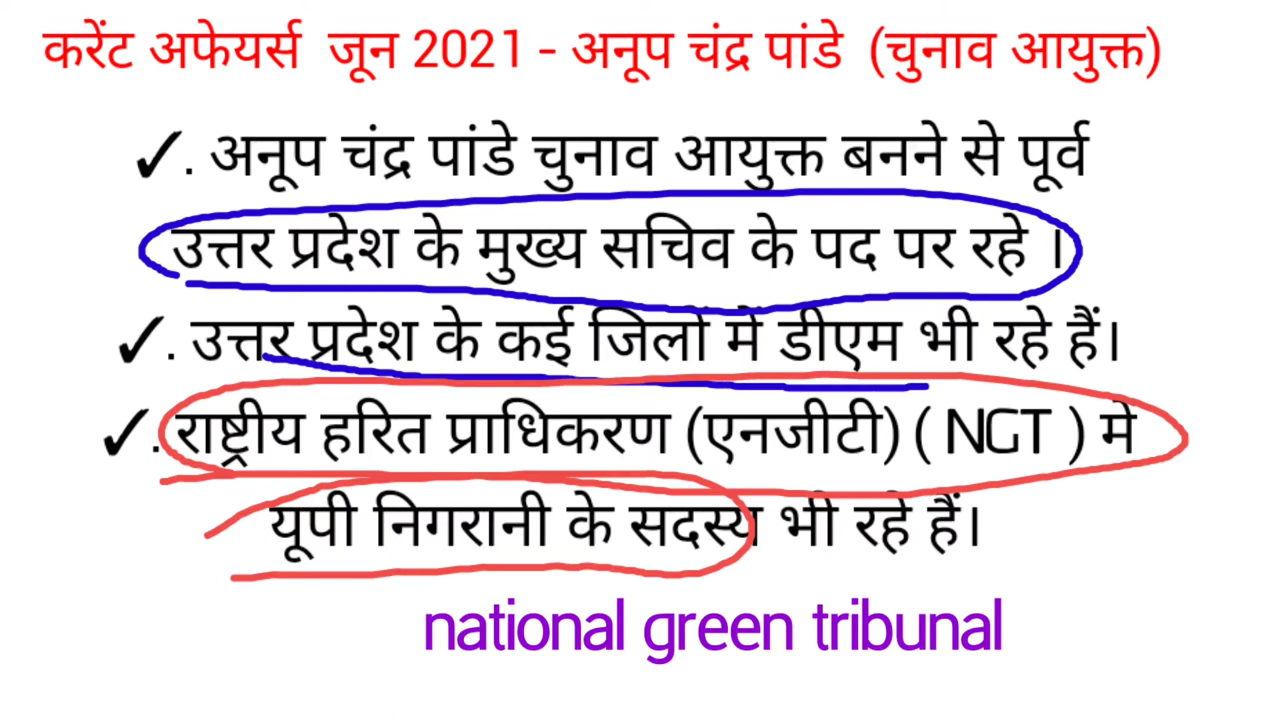 करेंट अफेयर्स जून 2021 - अनूप चंद्र पांडे (चुनाव आयुक्त)
✓. अनूप चंद्र पांडे चुनाव आयुक्त बनने से पूर्व
उत्तर प्रदेश के मुख्य सचिव के पद पर रहे ।
✓. उत्तर प्रदेश के कई जिलों में डीएम भी रहे हैं।
✓. राष्ट्रीय हरित प्राधिकरण (एनजीटी) ( NGT ) मे
यूपी निगरानी के सदस्य भी रहे हैं।
national green tribunal